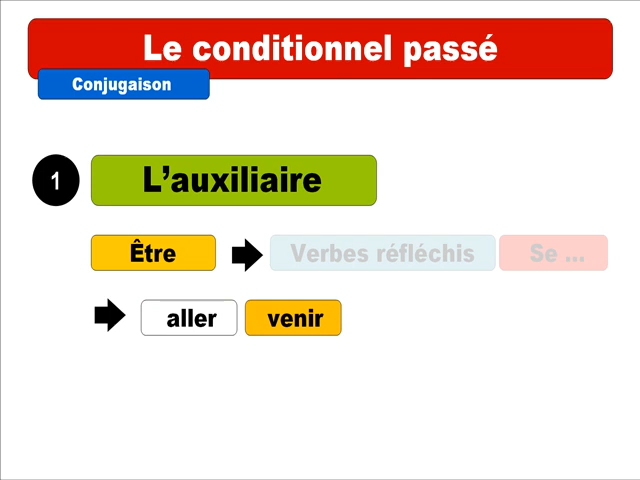 Le conditionnel passé
Conjugaison
1 L’auxiliaire
Être Verbes réfléchis Se ...
aller venir